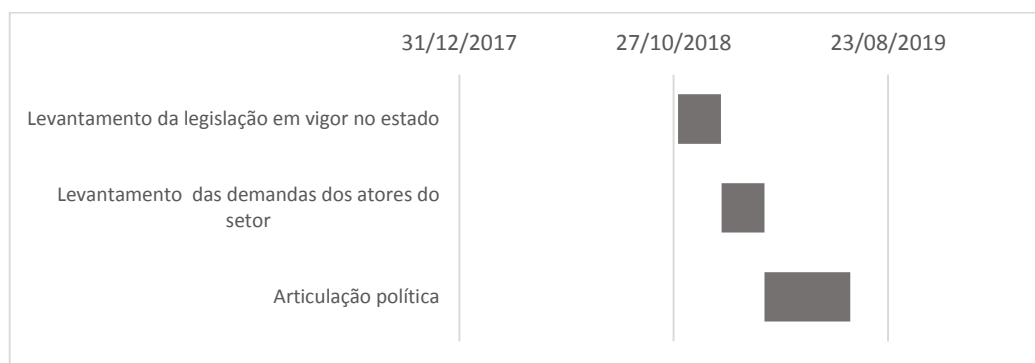 31/12/2017 27/10/2018 23/08/2019
Levantamento da legislação em vigor no estado
Levantamento das demandas dos atores do
setor
Articulação política